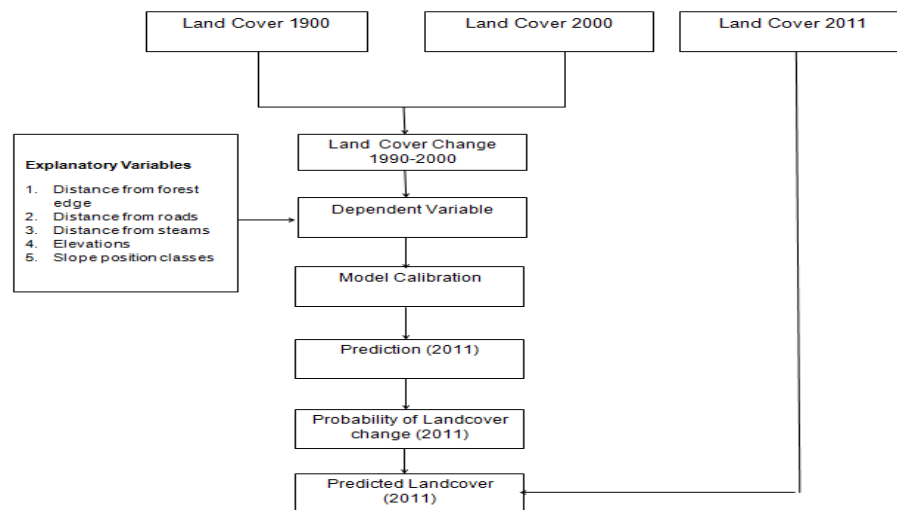 Land Cover 1900
Land Cover 2000
Land Cover 2011
Land Cover Change
1990-2000
Explanatory Variables
1. Distance from forest
edge
2. Distance from roads
3. Distance from steams
4. Elevations
5. Slope position classes
Dependent Variable
Model Calibration
Prediction (2011)
Probability of Landcover
change (2011)
Predicted Landcover
(2011)